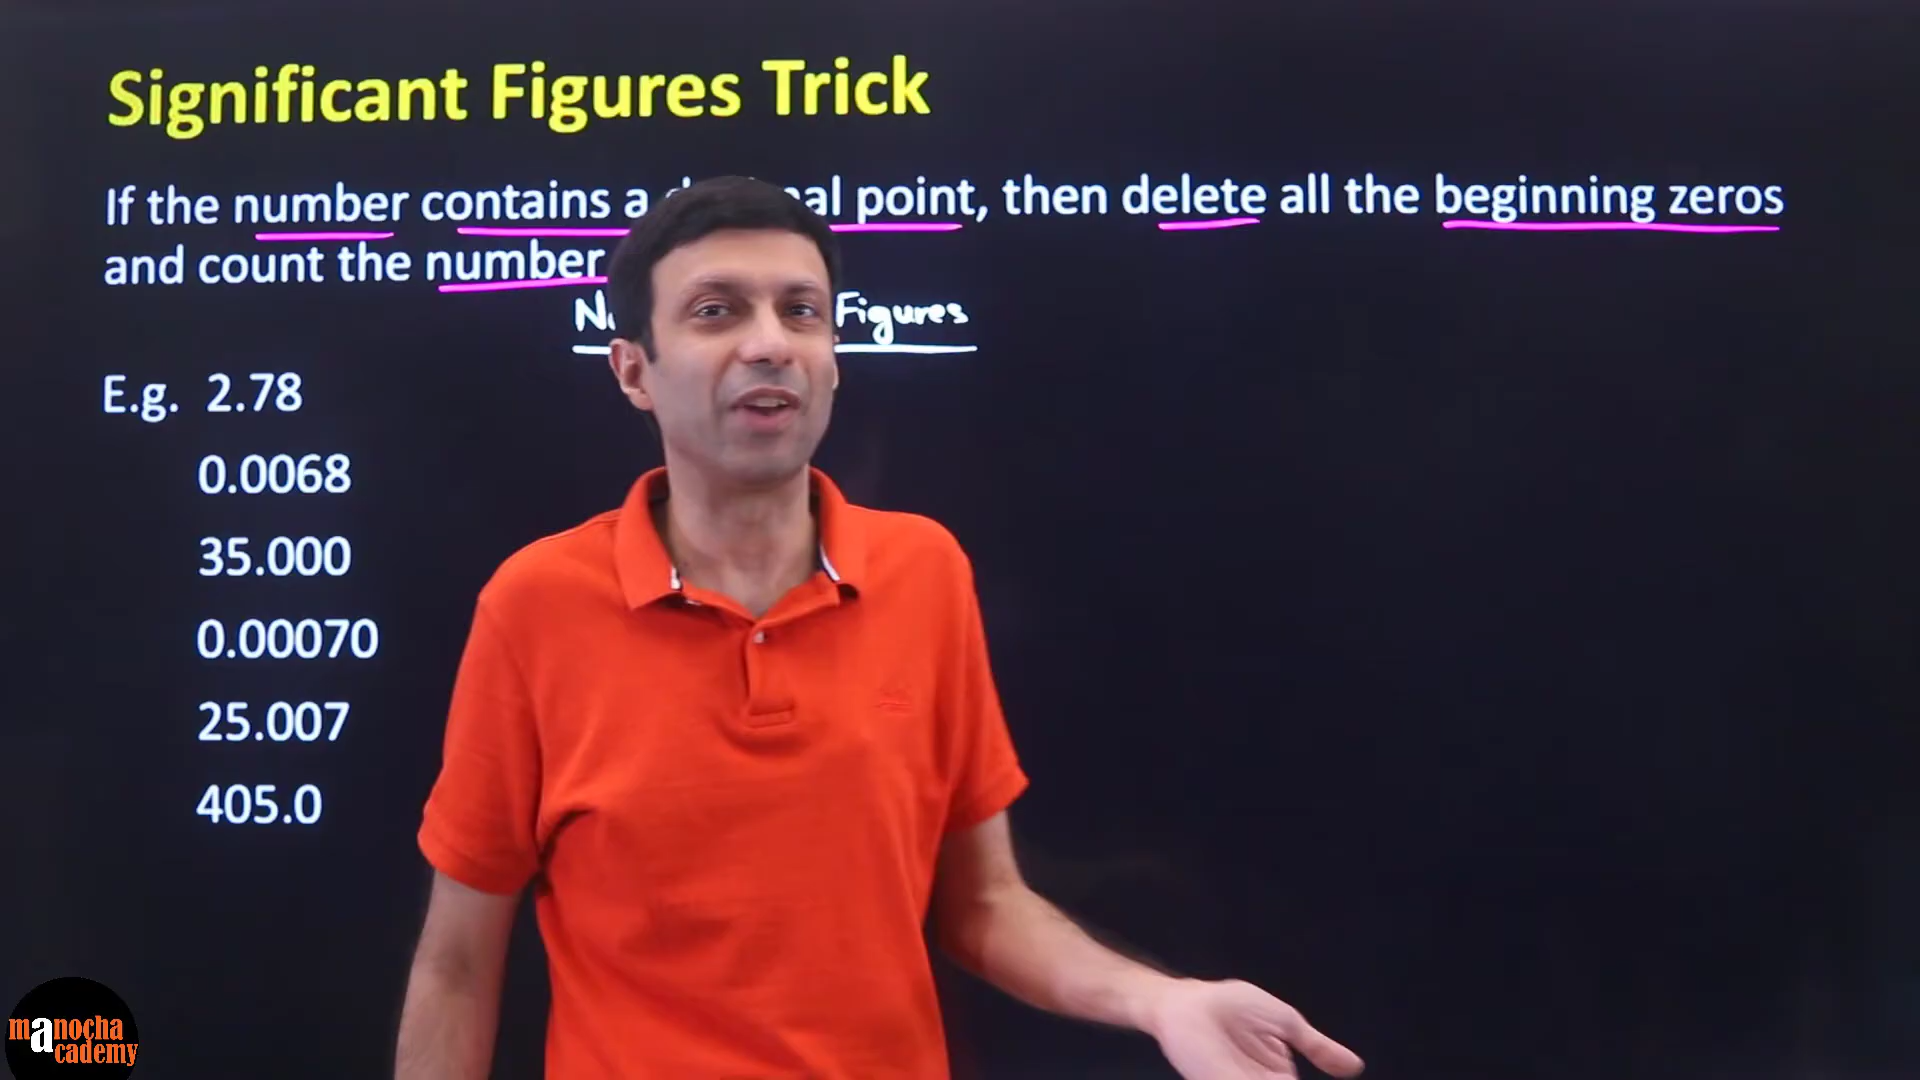 Significant Figures Trick
If the number contains a al point, then delete all the beginning zeros
and count the number
Figures
E.g. 2.78
0.0068
35.000
0.00070
25.007
405.0
manocha
academy